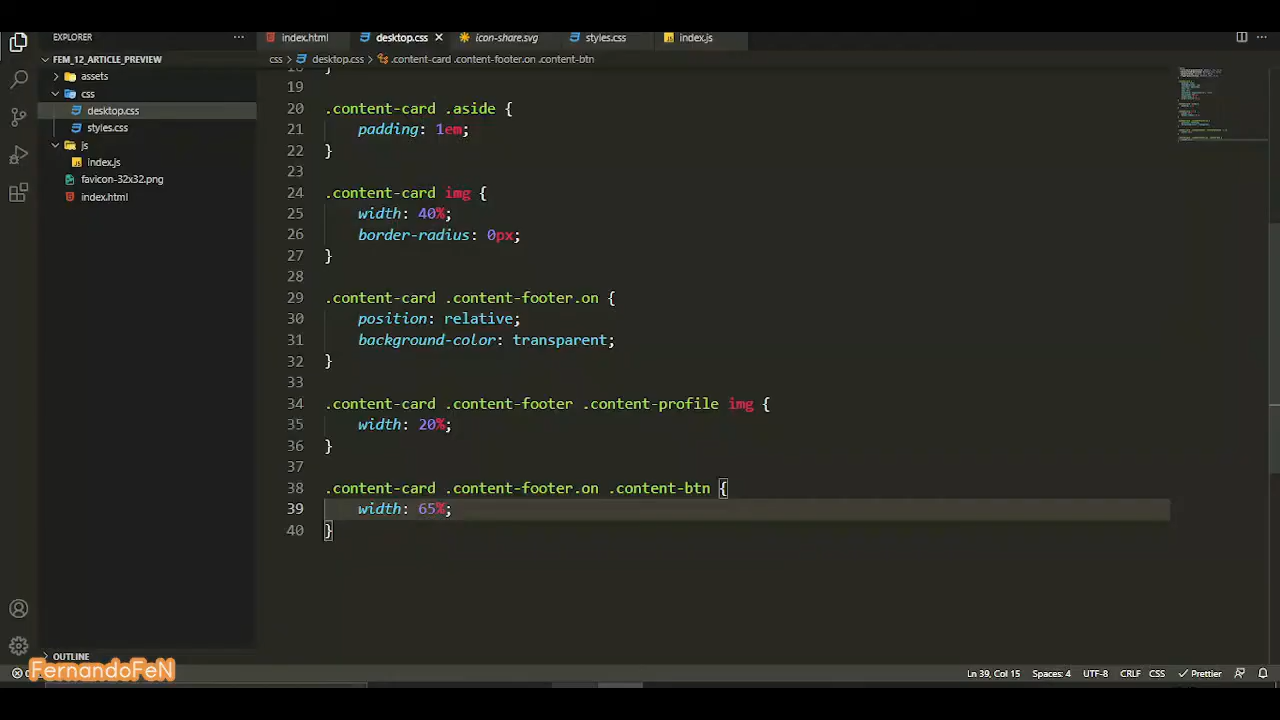 EXPLORER
···
index.html
desktop.css ×
icon-share.svg
styles.css
index.js
···
FEM_12_ARTICLE_PREVIEW
css > desktop.css > .content-card .content-footer.on .content-btn
assets
css
desktop.css
styles.css
js
index.js
favicon-32x32.png
index.html
19
20 .content-card .aside {
21 padding: 1em;
22 }
23
24 .content-card img {
25 width: 40%;
26 border-radius: 0px;
27 }
28
29 .content-card .content-footer.on {
30 position: relative;
31 background-color: transparent;
32 }
33
34 .content-card .content-footer .content-profile img {
35 width: 20%;
36 }
37
38 .content-card .content-footer.on .content-btn {
39 width: 65%;
40 }
OUTLINE
FernandoFeN
Ln 39, Col 15
Spaces: 4
UTF-8
CRLF
CSS
Prettier